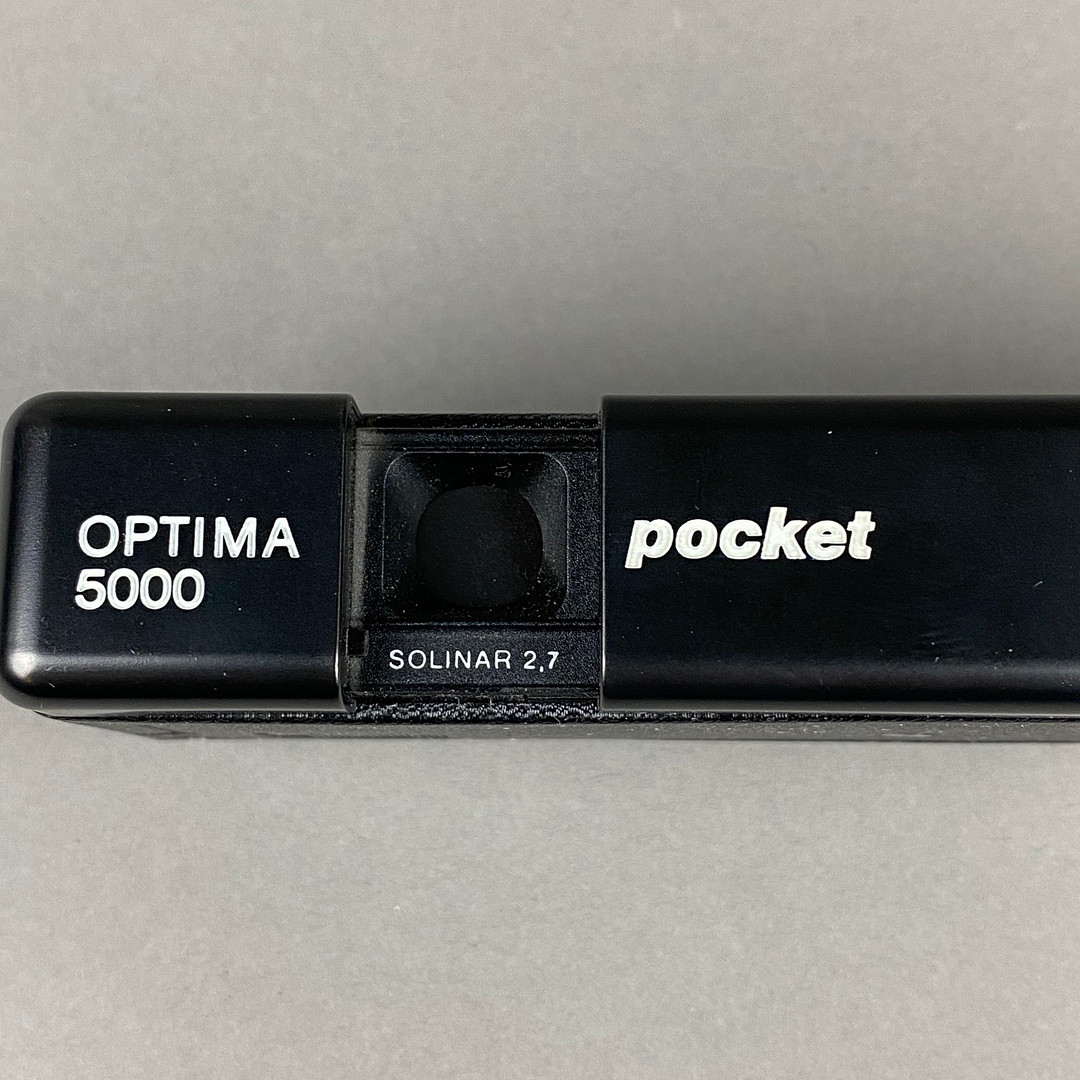 OPTIMA
5000
SOLINAR 2,7
pocket